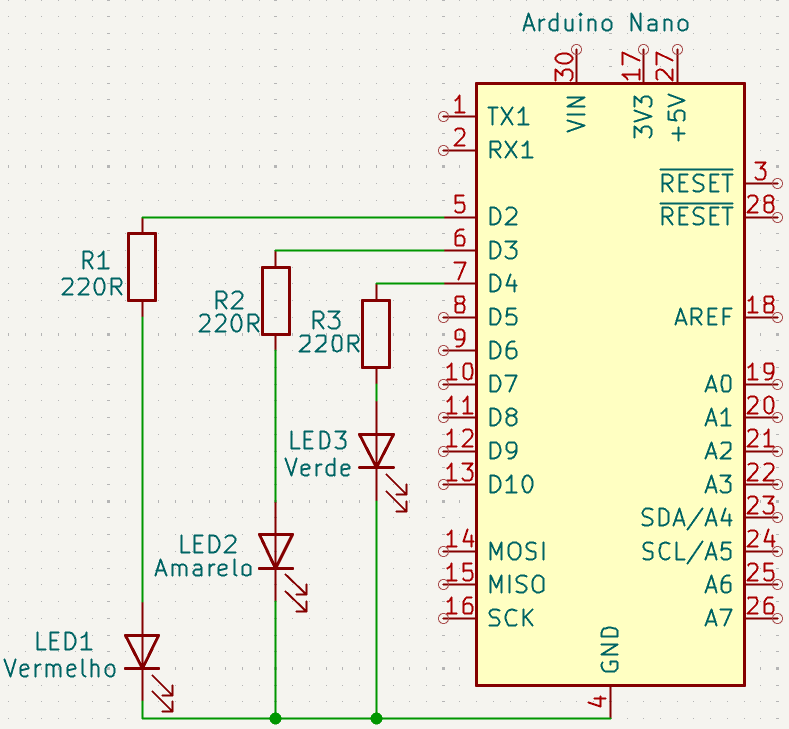 Arduino Nano
30
17
27
VIN
3V3
+5V
1
TX1
2
RX1
3
RESET
28
RESET
5
D2
6
D3
7
D4
8
D5
9
D6
10
D7
11
D8
12
D9
13
D10
14
MOSI
15
MISO
16
SCK
AREF
18
A0
19
A1
20
A2
21
A3
22
SDA/A4
23
SCL/A5
24
A6
25
A7
26
GND
4
R1
220R
R2
220R
R3
220R
LED3
Verde
LED2
Amarelo
LED1
Vermelho